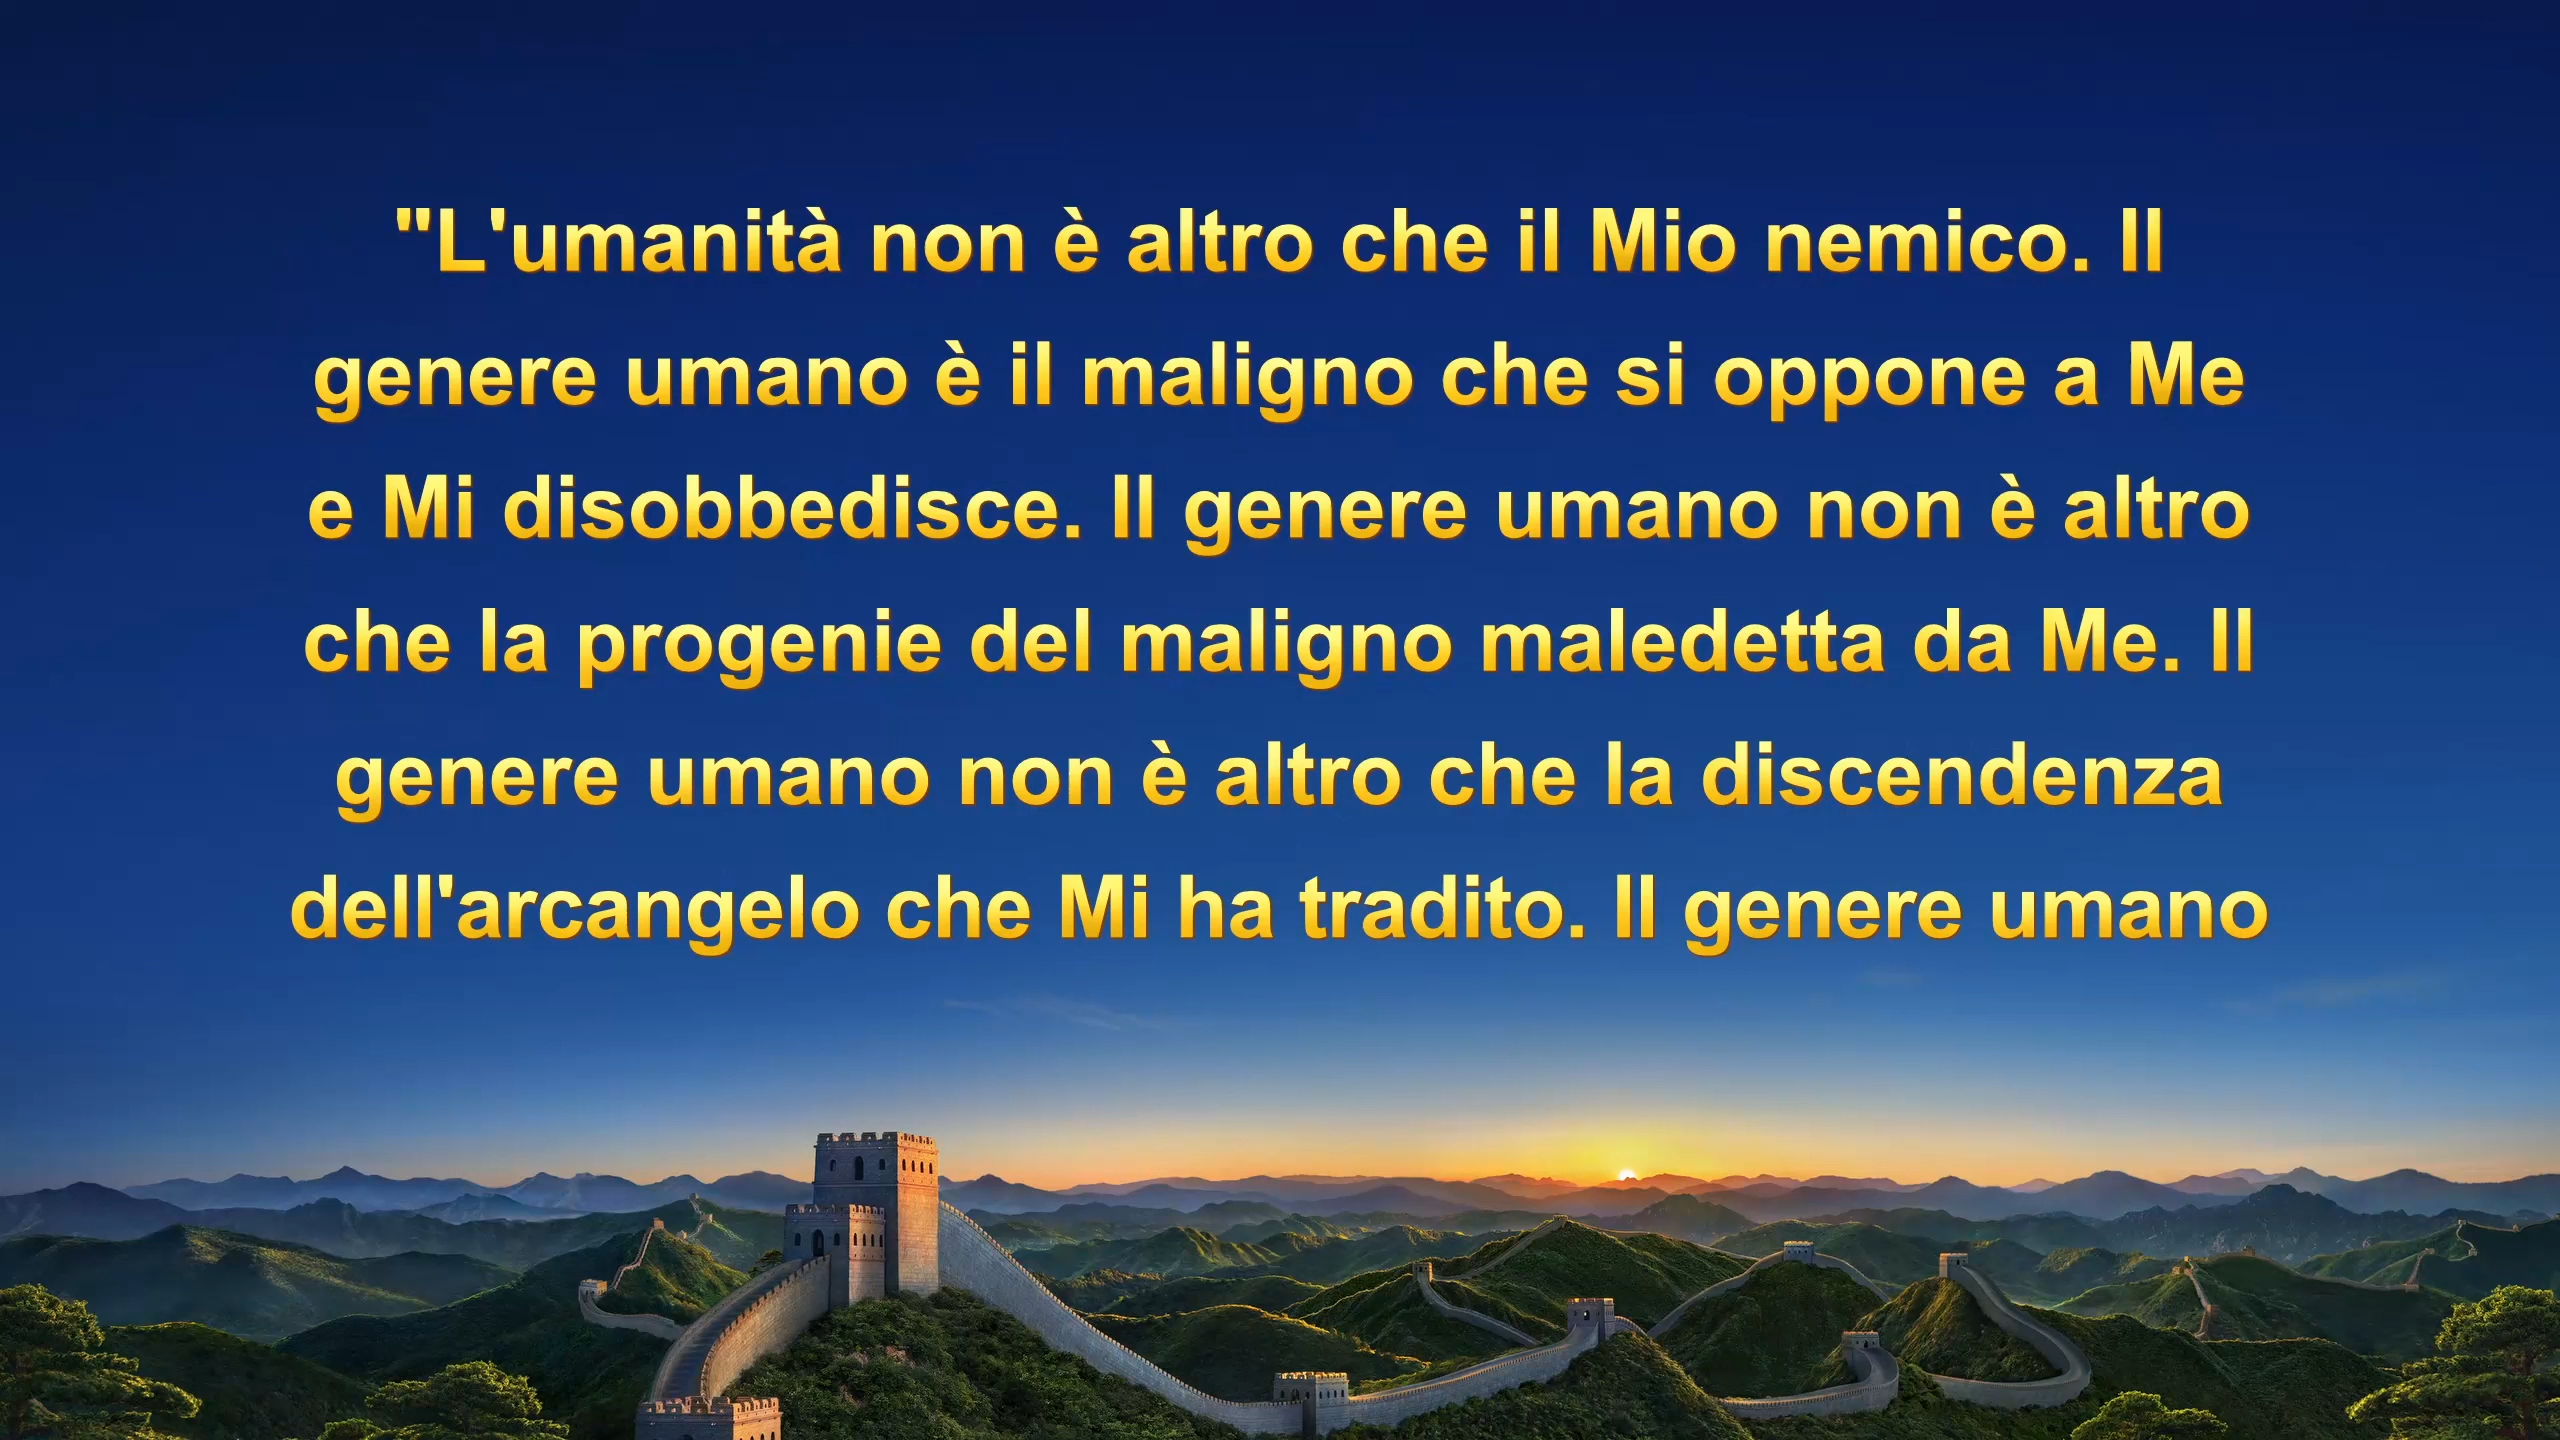 "L'umanità non è altro che il Mio nemico. Il
genere umano è il maligno che si oppone a Me
e Mi disobbedisce. Il genere umano non è altro
che la progenie del maligno maledetta da Me. Il
genere umano non è altro che la discendenza
dell'arcangelo che Mi ha tradito. Il genere umano